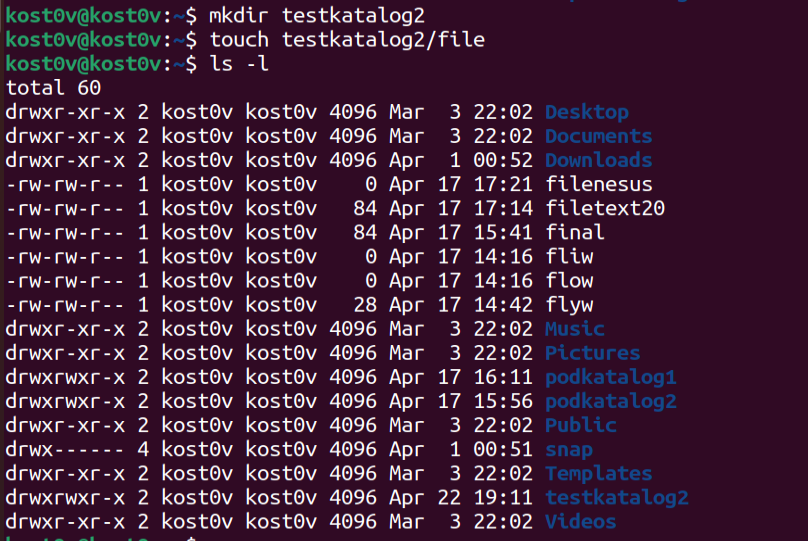 kost0v@kost0v:~$ mkdir testkatalog2
kost0v@kost0v:~$ touch testkatalog2/file
kost0v@kost0v:~$ ls -l
total 60
drwxr-xr-x 2 kost0v kost0v 4096 Mar  3 22:02 Desktop
drwxr-xr-x 2 kost0v kost0v 4096 Mar  3 22:02 Documents
drwxr-xr-x 2 kost0v kost0v 4096 Apr  1 00:52 Downloads
-rw-rw-r-- 1 kost0v kost0v    0 Apr 17 17:21 filenesus
-rw-rw-r-- 1 kost0v kost0v   84 Apr 17 17:14 filetext20
-rw-rw-r-- 1 kost0v kost0v   84 Apr 17 15:41 final
-rw-rw-r-- 1 kost0v kost0v    0 Apr 17 14:16 fliw
-rw-rw-r-- 1 kost0v kost0v    0 Apr 17 14:16 flow
-rw-rw-r-- 1 kost0v kost0v   28 Apr 17 14:42 flyw
drwxr-xr-x 2 kost0v kost0v 4096 Mar  3 22:02 Music
drwxr-xr-x 2 kost0v kost0v 4096 Mar  3 22:02 Pictures
drwxrwxr-x 2 kost0v kost0v 4096 Apr 17 16:11 podkatalog1
drwxrwxr-x 2 kost0v kost0v 4096 Apr 17 15:56 podkatalog2
drwxr-xr-x 2 kost0v kost0v 4096 Mar  3 22:02 Public
drwx------ 4 kost0v kost0v 4096 Apr  1 00:51 snap
drwxr-xr-x 2 kost0v kost0v 4096 Mar  3 22:02 Templates
drwxrwxr-x 2 kost0v kost0v 4096 Apr 22 19:11 testkatalog2
drwxr-xr-x 2 kost0v kost0v 4096 Mar  3 22:02 Videos